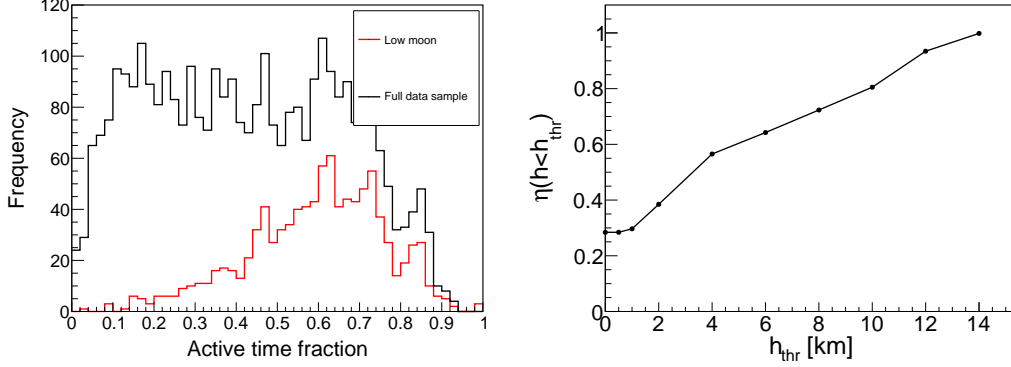 120
100
80
60
40
20
0
Frequency
Low moon
Full data sample
0 0.1 0.2 0.3 0.4 0.5 0.6 0.7 0.8 0.9 1
Active time fraction
1
0.8
0.6
0.4
0.2
0
η(h<h_thr)
0 2 4 6 8 10 12 14
h_thr [km]